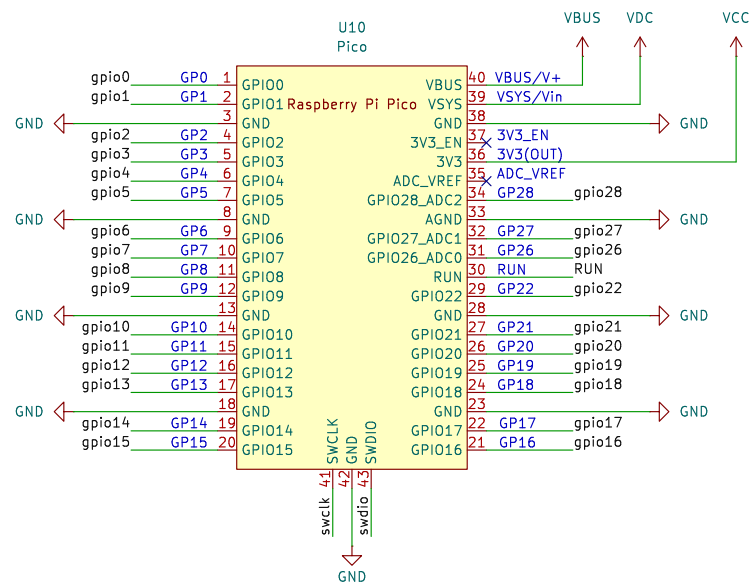 VBUS VDC VCC
U10
Pico
gpio0 GP0 1 GPIO0 VBUS 40 VBUS/V+
gpio1 GP1 2 GPIO1 Raspberry Pi Pico VSYS 39 VSYS/Vin
GND 3 GND GND 38 GND
gpio2 GP2 4 GPIO2 3V3_EN 37 3V3_EN
gpio3 GP3 5 GPIO3 3V3 36 3V3(OUT)
gpio4 GP4 6 GPIO4 ADC_VREF 35 ADC_VREF
gpio5 GP5 7 GPIO5 GPIO28_ADC2 34 GP28 gpio28
GND 8 GND AGND 33 GND
gpio6 GP6 9 GPIO6 GPIO27_ADC1 32 GP27 gpio27
gpio7 GP7 10 GPIO7 GPIO26_ADC0 31 GP26 gpio26
gpio8 GP8 11 GPIO8 RUN 30 RUN RUN
gpio9 GP9 12 GPIO9 GPIO22 29 GP22 gpio22
GND 13 GND GND 28 GND
gpio10 GP10 14 GPIO10 GPIO21 27 GP21 gpio21
gpio11 GP11 15 GPIO11 GPIO20 26 GP20 gpio20
gpio12 GP12 16 GPIO12 GPIO19 25 GP19 gpio19
gpio13 GP13 17 GPIO13 GPIO18 24 GP18 gpio18
GND 18 GND GND 23 GND
gpio14 GP14 19 GPIO14 GPIO17 22 GP17 gpio17
gpio15 GP15 20 GPIO15 GPIO16 21 GP16 gpio16
SWCLK GND SWDIO
41 42 43
swclk swdio
GND